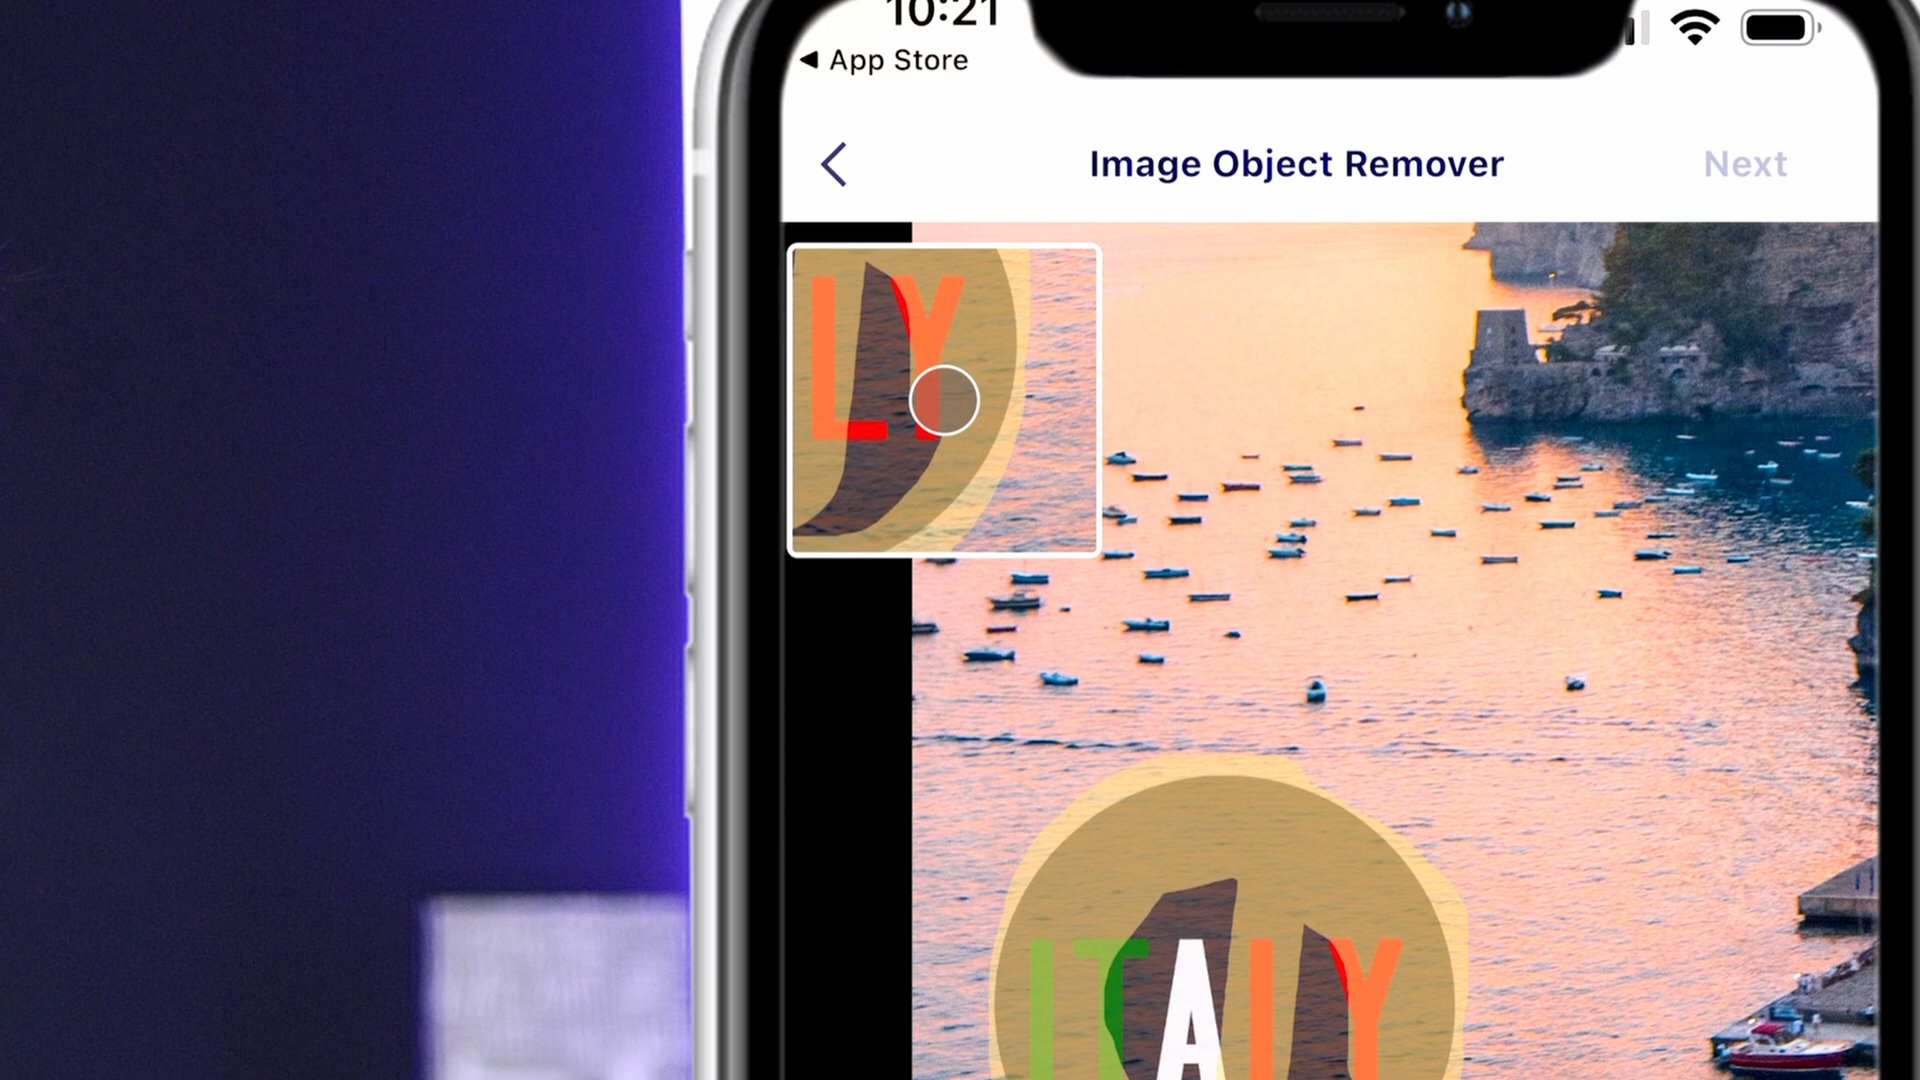 10:21
App Store
Image Object Remover
Next
LY
ITALY